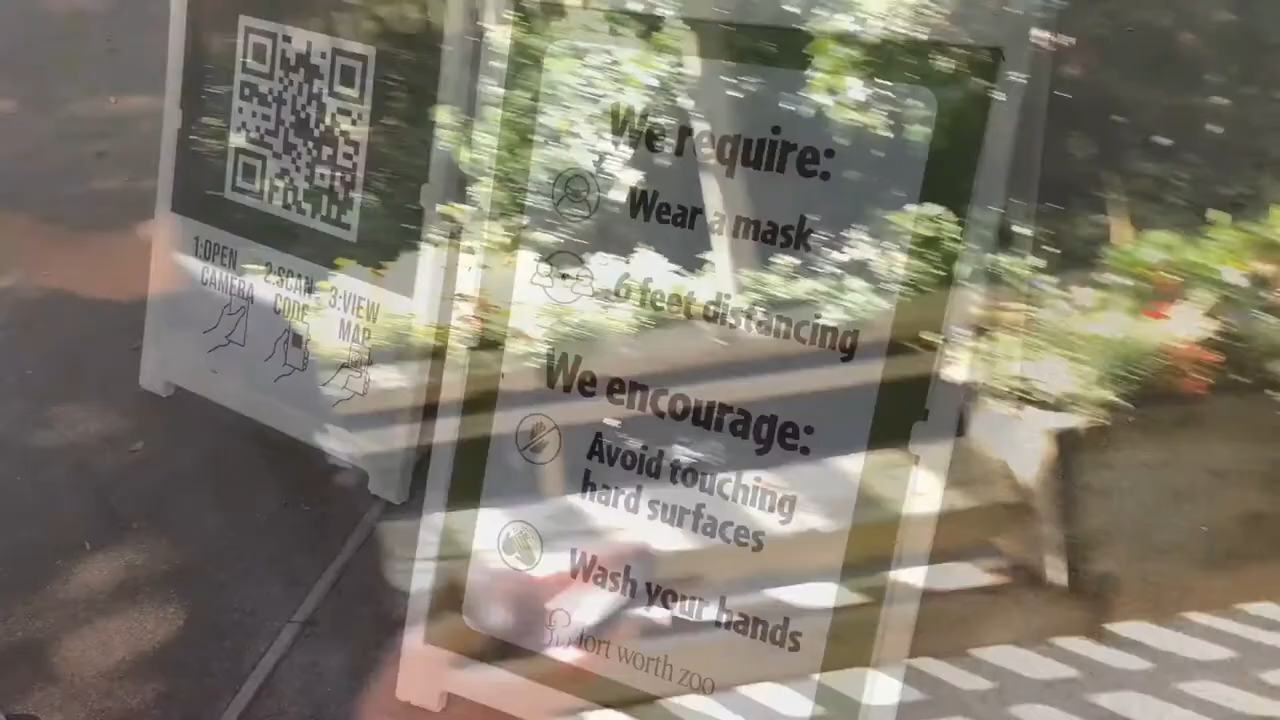 1:OPEN
CAMERA
2:SCAN
CODE
3:VIEW
MAP
We require:
Wear a mask
6 feet distancing
We encourage:
Avoid touching
hard surfaces
Wash your hands
fort worth zoo